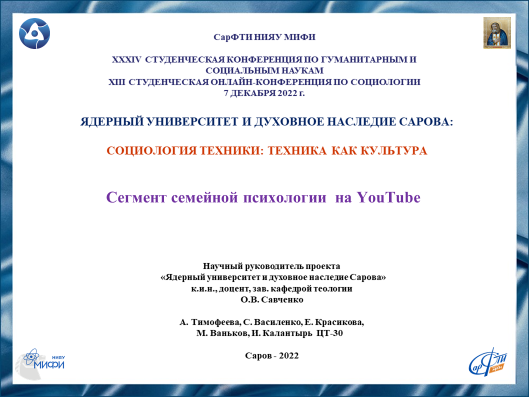 СарФТИ НИЯУ МИФИ
XXXIV СТУДЕНЧЕСКАЯ КОНФЕРЕНЦИЯ ПО ГУМАНИТАРНЫМ И
СОЦИАЛЬНЫМ НАУКАМ
XIII СТУДЕНЧЕСКАЯ ОНЛАЙН-КОНФЕРЕНЦИЯ ПО СОЦИОЛОГИИ
7 ДЕКАБРЯ 2022 г.
ЯДЕРНЫЙ УНИВЕРСИТЕТ И ДУХОВНОЕ НАСЛЕДИЕ САРОВА:
СОЦИОЛОГИЯ ТЕХНИКИ: ТЕХНИКА КАК КУЛЬТУРА
Сегмент семейной психологии на YouTube
Научный руководитель проекта
«Ядерный университет и духовное наследие Сарова»
к.и.н., доцент, зав. кафедрой теологии
О.В. Савченко
А. Тимофеева, С. Василенко, Е. Красикова,
М. Ваньков, И. Калантырь ЦТ-30
Саров - 2022
НИЯУ
МИФИ
СарФТИ